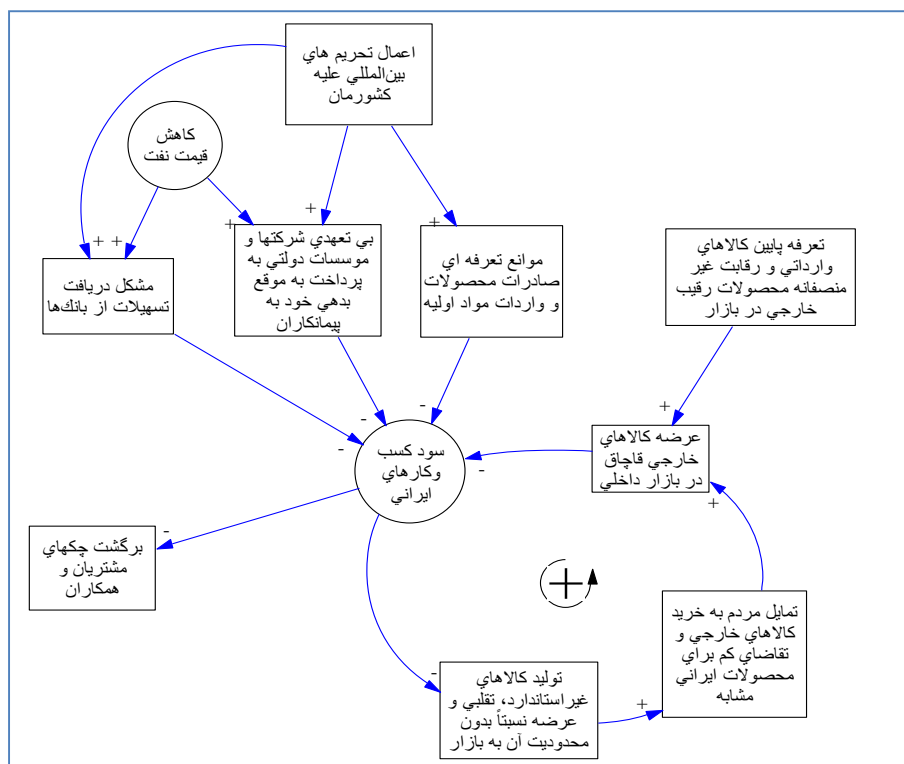 اعمال تحريم هاي
بين‌المللي عليه
كشورمان
كاهش
قيمت نفت
+
+
+
+
+
مشكل دريافت
تسهيلات از بانك‌ها
بي تعهدي شركتها و
موسسات دولتي به
پرداخت به موقع
بدهي خود به
پيمانكاران
موانع تعرفه اي
صادرات محصولات
و واردات مواد اوليه
تعرفه پايين كالاهاي
وارداتي و رقابت غير
منصفانه محصولات رقيب
خارجي در بازار
-
-
-
+
سود كسب
وكارهاي
ايراني
-
عرضه كالاهاي
خارجي قاچاق
در بازار داخلي
+
-
برگشت چكهاي
مشتريان و
همكاران
+
تمايل مردم به خريد
كالاهاي خارجي و
تقاضاي كم براي
محصولات ايراني
مشابه
-
+
توليد كالاهاي
غيراستاندارد، تقلبي و
عرضه نسبتاً بدون
محدوديت آن به بازار